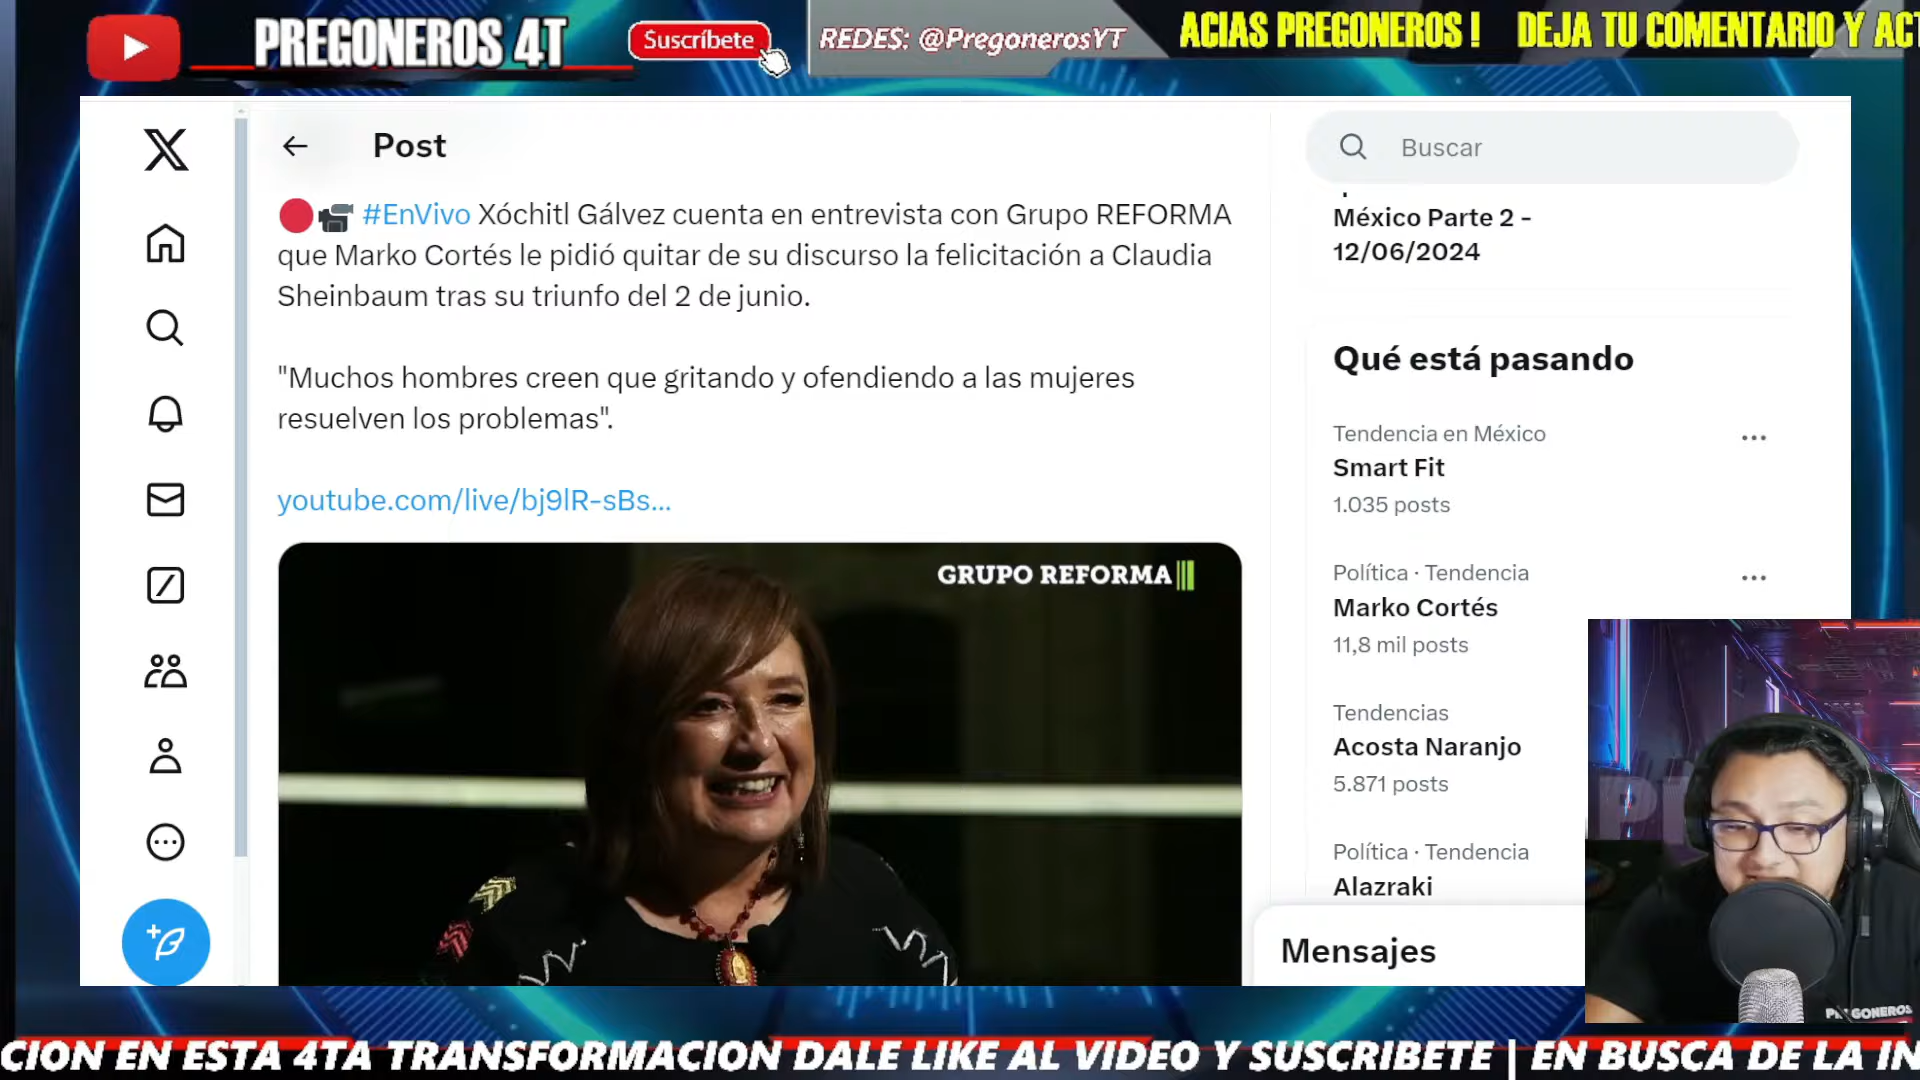 PREGONEROS 4T
Suscríbete
REDES: @PregonerosYT
ACIAS PREGONEROS ! DEJA TU COMENTARIO Y ACT
Post
#EnVivo Xóchitl Gálvez cuenta en entrevista con Grupo REFORMA
que Marko Cortés le pidió quitar de su discurso la felicitación a Claudia
Sheinbaum tras su triunfo del 2 de junio.
"Muchos hombres creen que gritando y ofendiendo a las mujeres
resuelven los problemas".
youtube.com/live/bj9lR-sBs...
GRUPO REFORMA
Buscar
México Parte 2 -
12/06/2024
Qué está pasando
Tendencia en México
Smart Fit
1.035 posts
Política · Tendencia
Marko Cortés
11,8 mil posts
Tendencias
Acosta Naranjo
5.871 posts
Política · Tendencia
Alazraki
Mensajes
PREGONEROS
CION EN ESTA 4TA TRANSFORMACION DALE LIKE AL VIDEO Y SUSCRIBETE | EN BUSCA DE LA IN